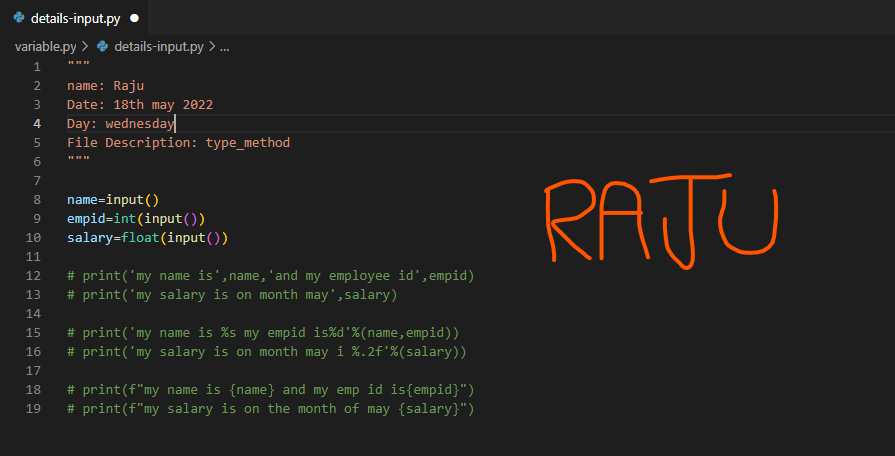 details-input.py
variable.py > details-input.py > ...
1 """
2 name: Raju
3 Date: 18th may 2022
4 Day: wednesday
5 File Description: type_method
6 """
7
8 name=input()
9 empid=int(input())
10 salary=float(input())
11
12 # print('my name is',name,'and my employee id',empid)
13 # print('my salary is on month may',salary)
14
15 # print('my name is %s my empid is%d'%(name,empid))
16 # print('my salary is on month may i %.2f'%(salary))
17
18 # print(f"my name is {name} and my emp id is{empid}")
19 # print(f"my salary is on the month of may {salary}")
RAJU